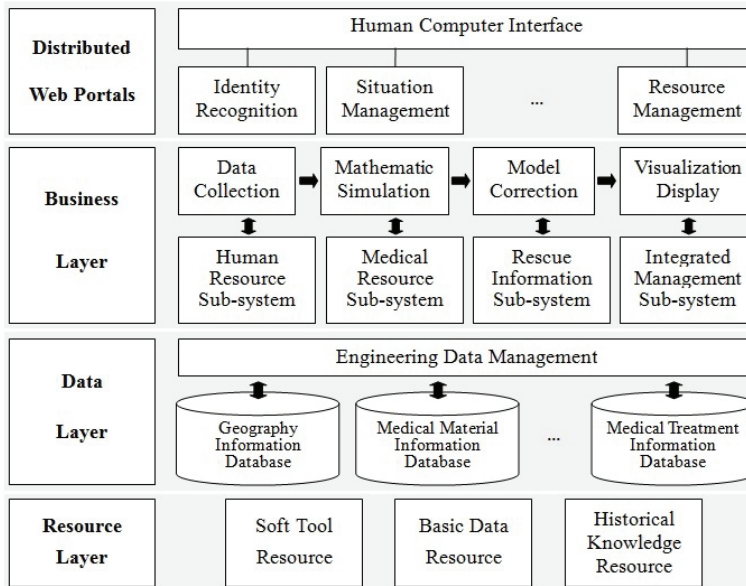 Distributed
Web Portals
Human Computer Interface
Identity
Recognition
Situation
Management
...
Resource
Management
Business
Layer
Data
Collection
Mathematic
Simulation
Model
Correction
Visualization
Display
Human
Resource
Sub-system
Medical
Resource
Sub-system
Rescue
Information
Sub-system
Integrated
Management
Sub-system
Data
Layer
Engineering Data Management
Geography
Information
Database
Medical Material
Information
Database
...
Medical Treatment
Information
Database
Resource
Layer
Soft Tool
Resource
Basic Data
Resource
Historical
Knowledge
Resource